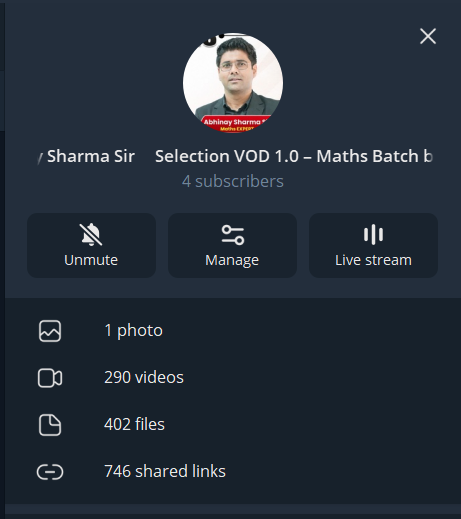 Abhinay Sharma
Maths EXPERT
Sharma Sir Selection VOD 1.0 – Maths Batch b
4 subscribers
Unmute
Manage
Live stream
1 photo
290 videos
402 files
746 shared links